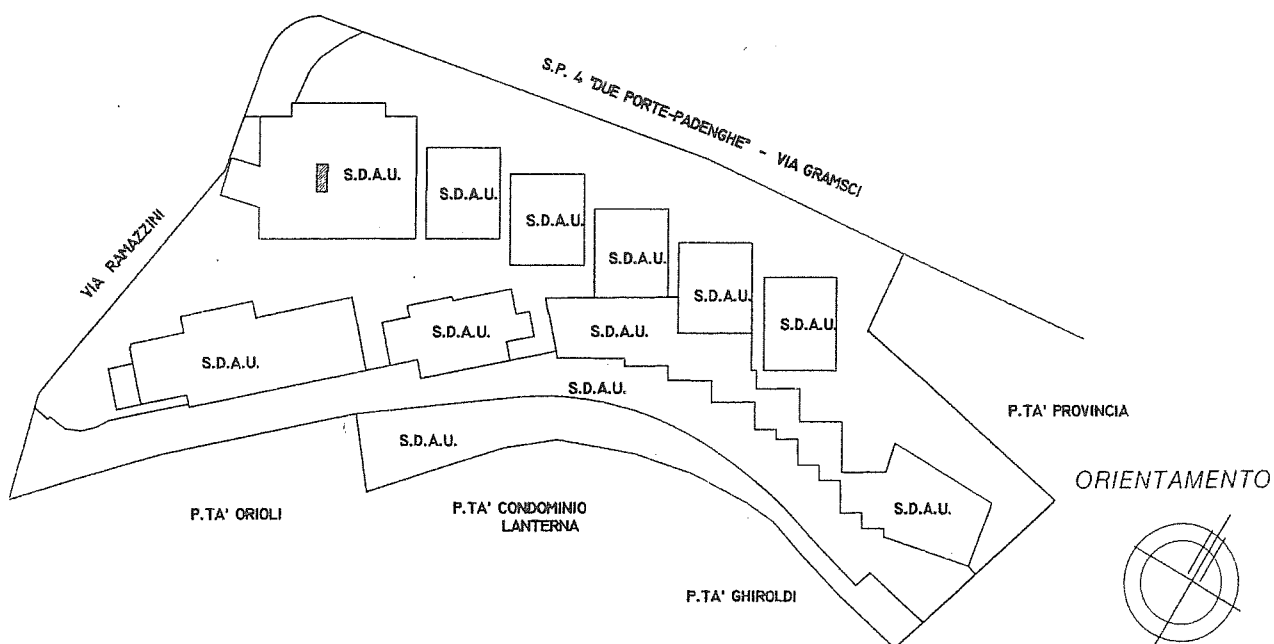 S.P. 4 "DUE PORTE-PADENGHE" - VIA GRAMSCI
VIA RAMAZZINI
S.D.A.U.
S.D.A.U.
S.D.A.U.
S.D.A.U.
S.D.A.U.
S.D.A.U.
S.D.A.U.
S.D.A.U.
S.D.A.U.
S.D.A.U.
S.D.A.U.
S.D.A.U.
P.TA' PROVINCIA
ORIENTAMENTO
P.TA' ORIOLI
P.TA' CONDOMINIO
LANTERNA
P.TA' GHIROLDI